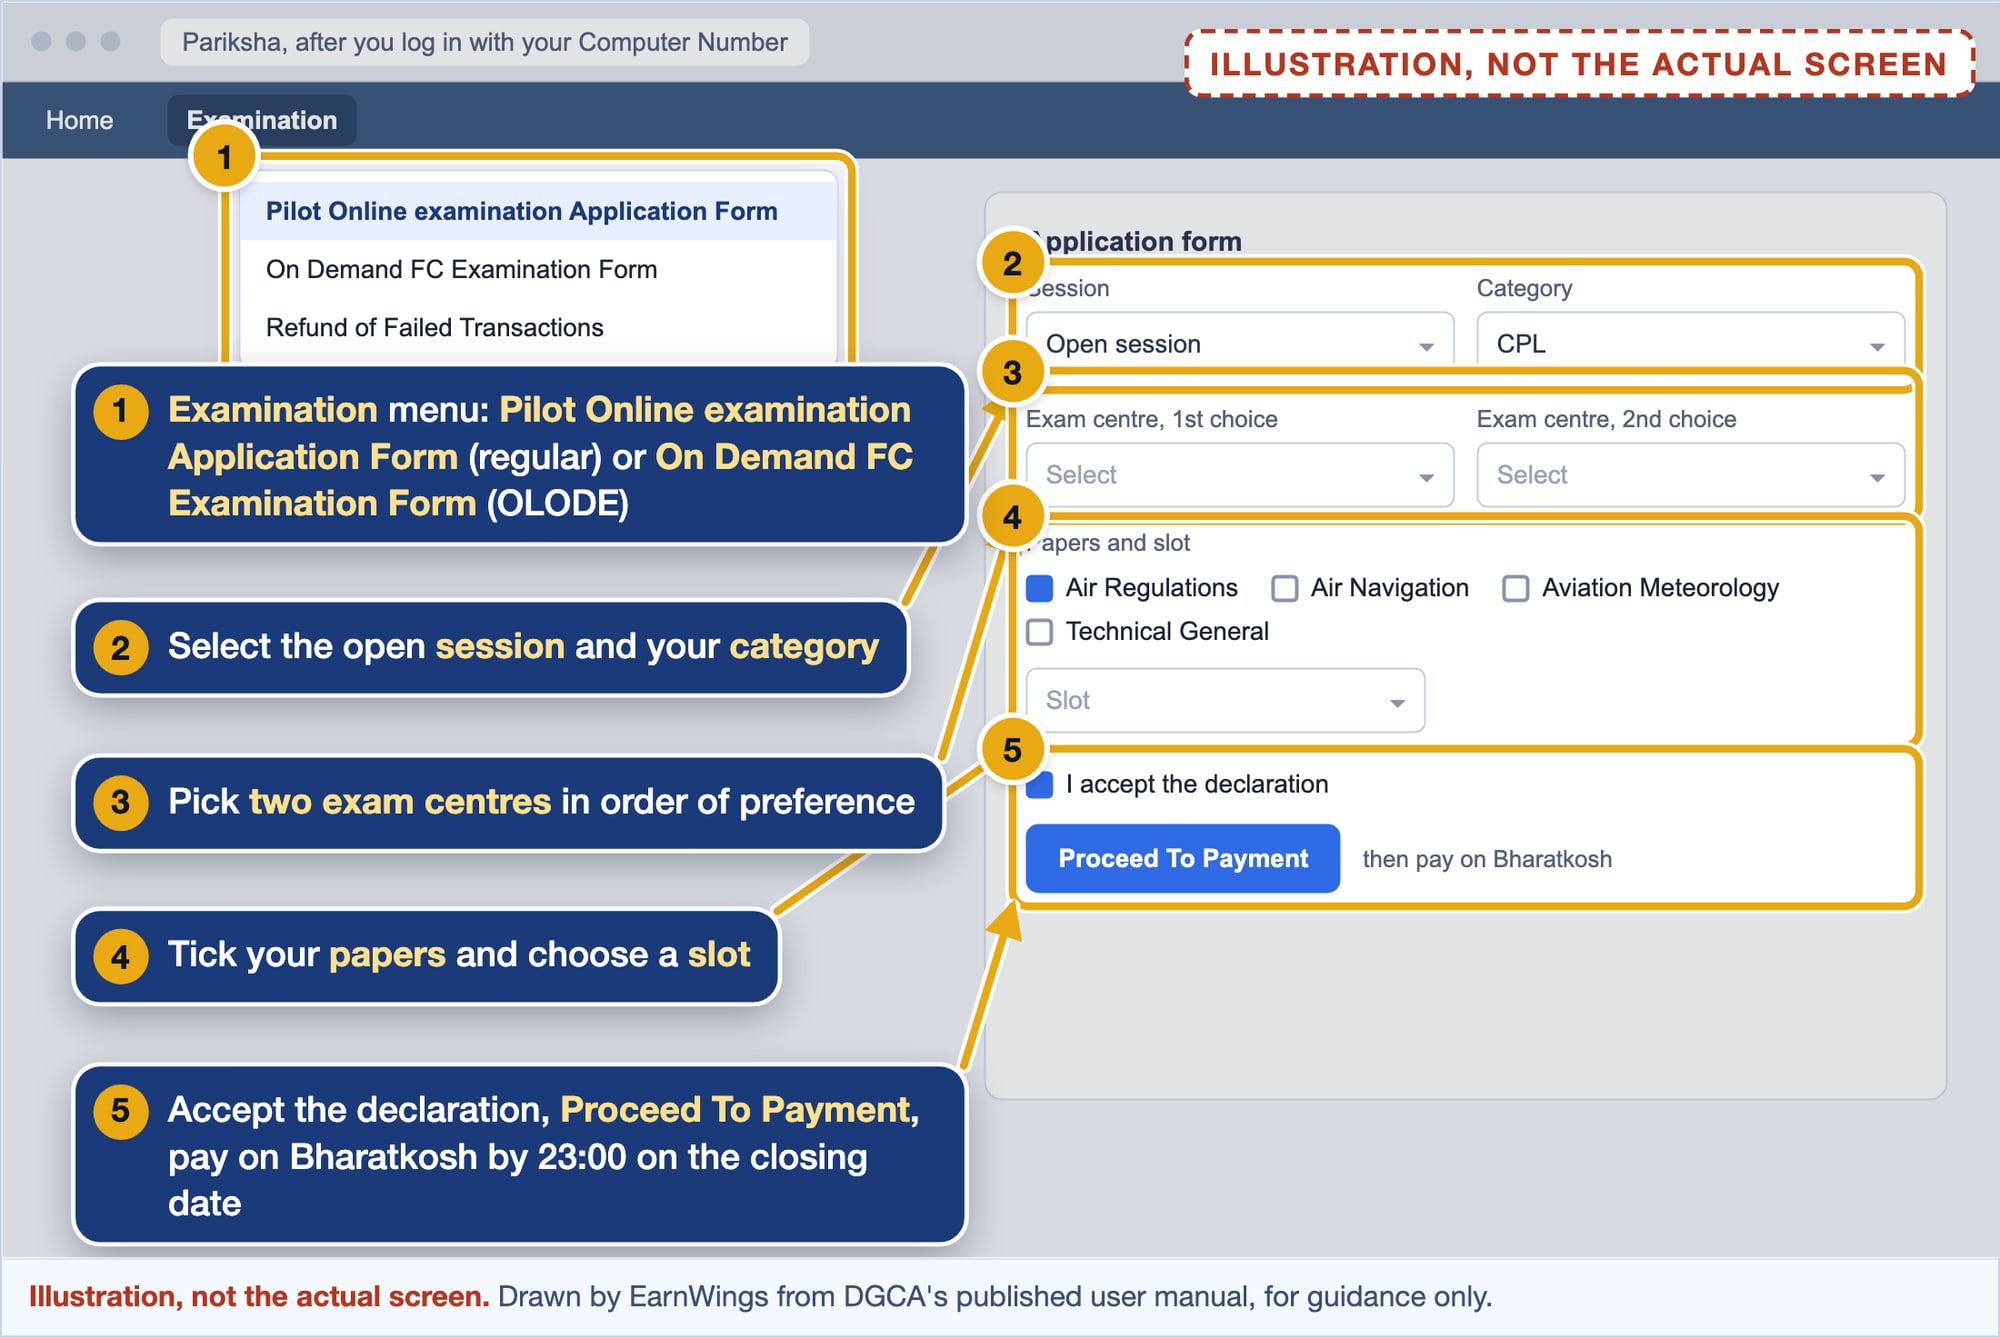 Pariksha, after you log in with your Computer Number
ILLUSTRATION, NOT THE ACTUAL SCREEN
Home
Examination
1
Pilot Online examination Application Form
On Demand FC Examination Form
Refund of Failed Transactions
1 Examination menu: Pilot Online examination
Application Form (regular) or On Demand FC
Examination Form (OLODE)
2 Select the open session and your category
3 Pick two exam centres in order of preference
4 Tick your papers and choose a slot
5 Accept the declaration, Proceed To Payment,
pay on Bharatkosh by 23:00 on the closing
date
Application form
2
Session Category
Open session CPL
3
Exam centre, 1st choice Exam centre, 2nd choice
Select Select
4
Papers and slot
Air Regulations Air Navigation Aviation Meteorology
Technical General
Slot
5
I accept the declaration
Proceed To Payment then pay on Bharatkosh
Illustration, not the actual screen. Drawn by EarnWings from DGCA's published user manual, for guidance only.